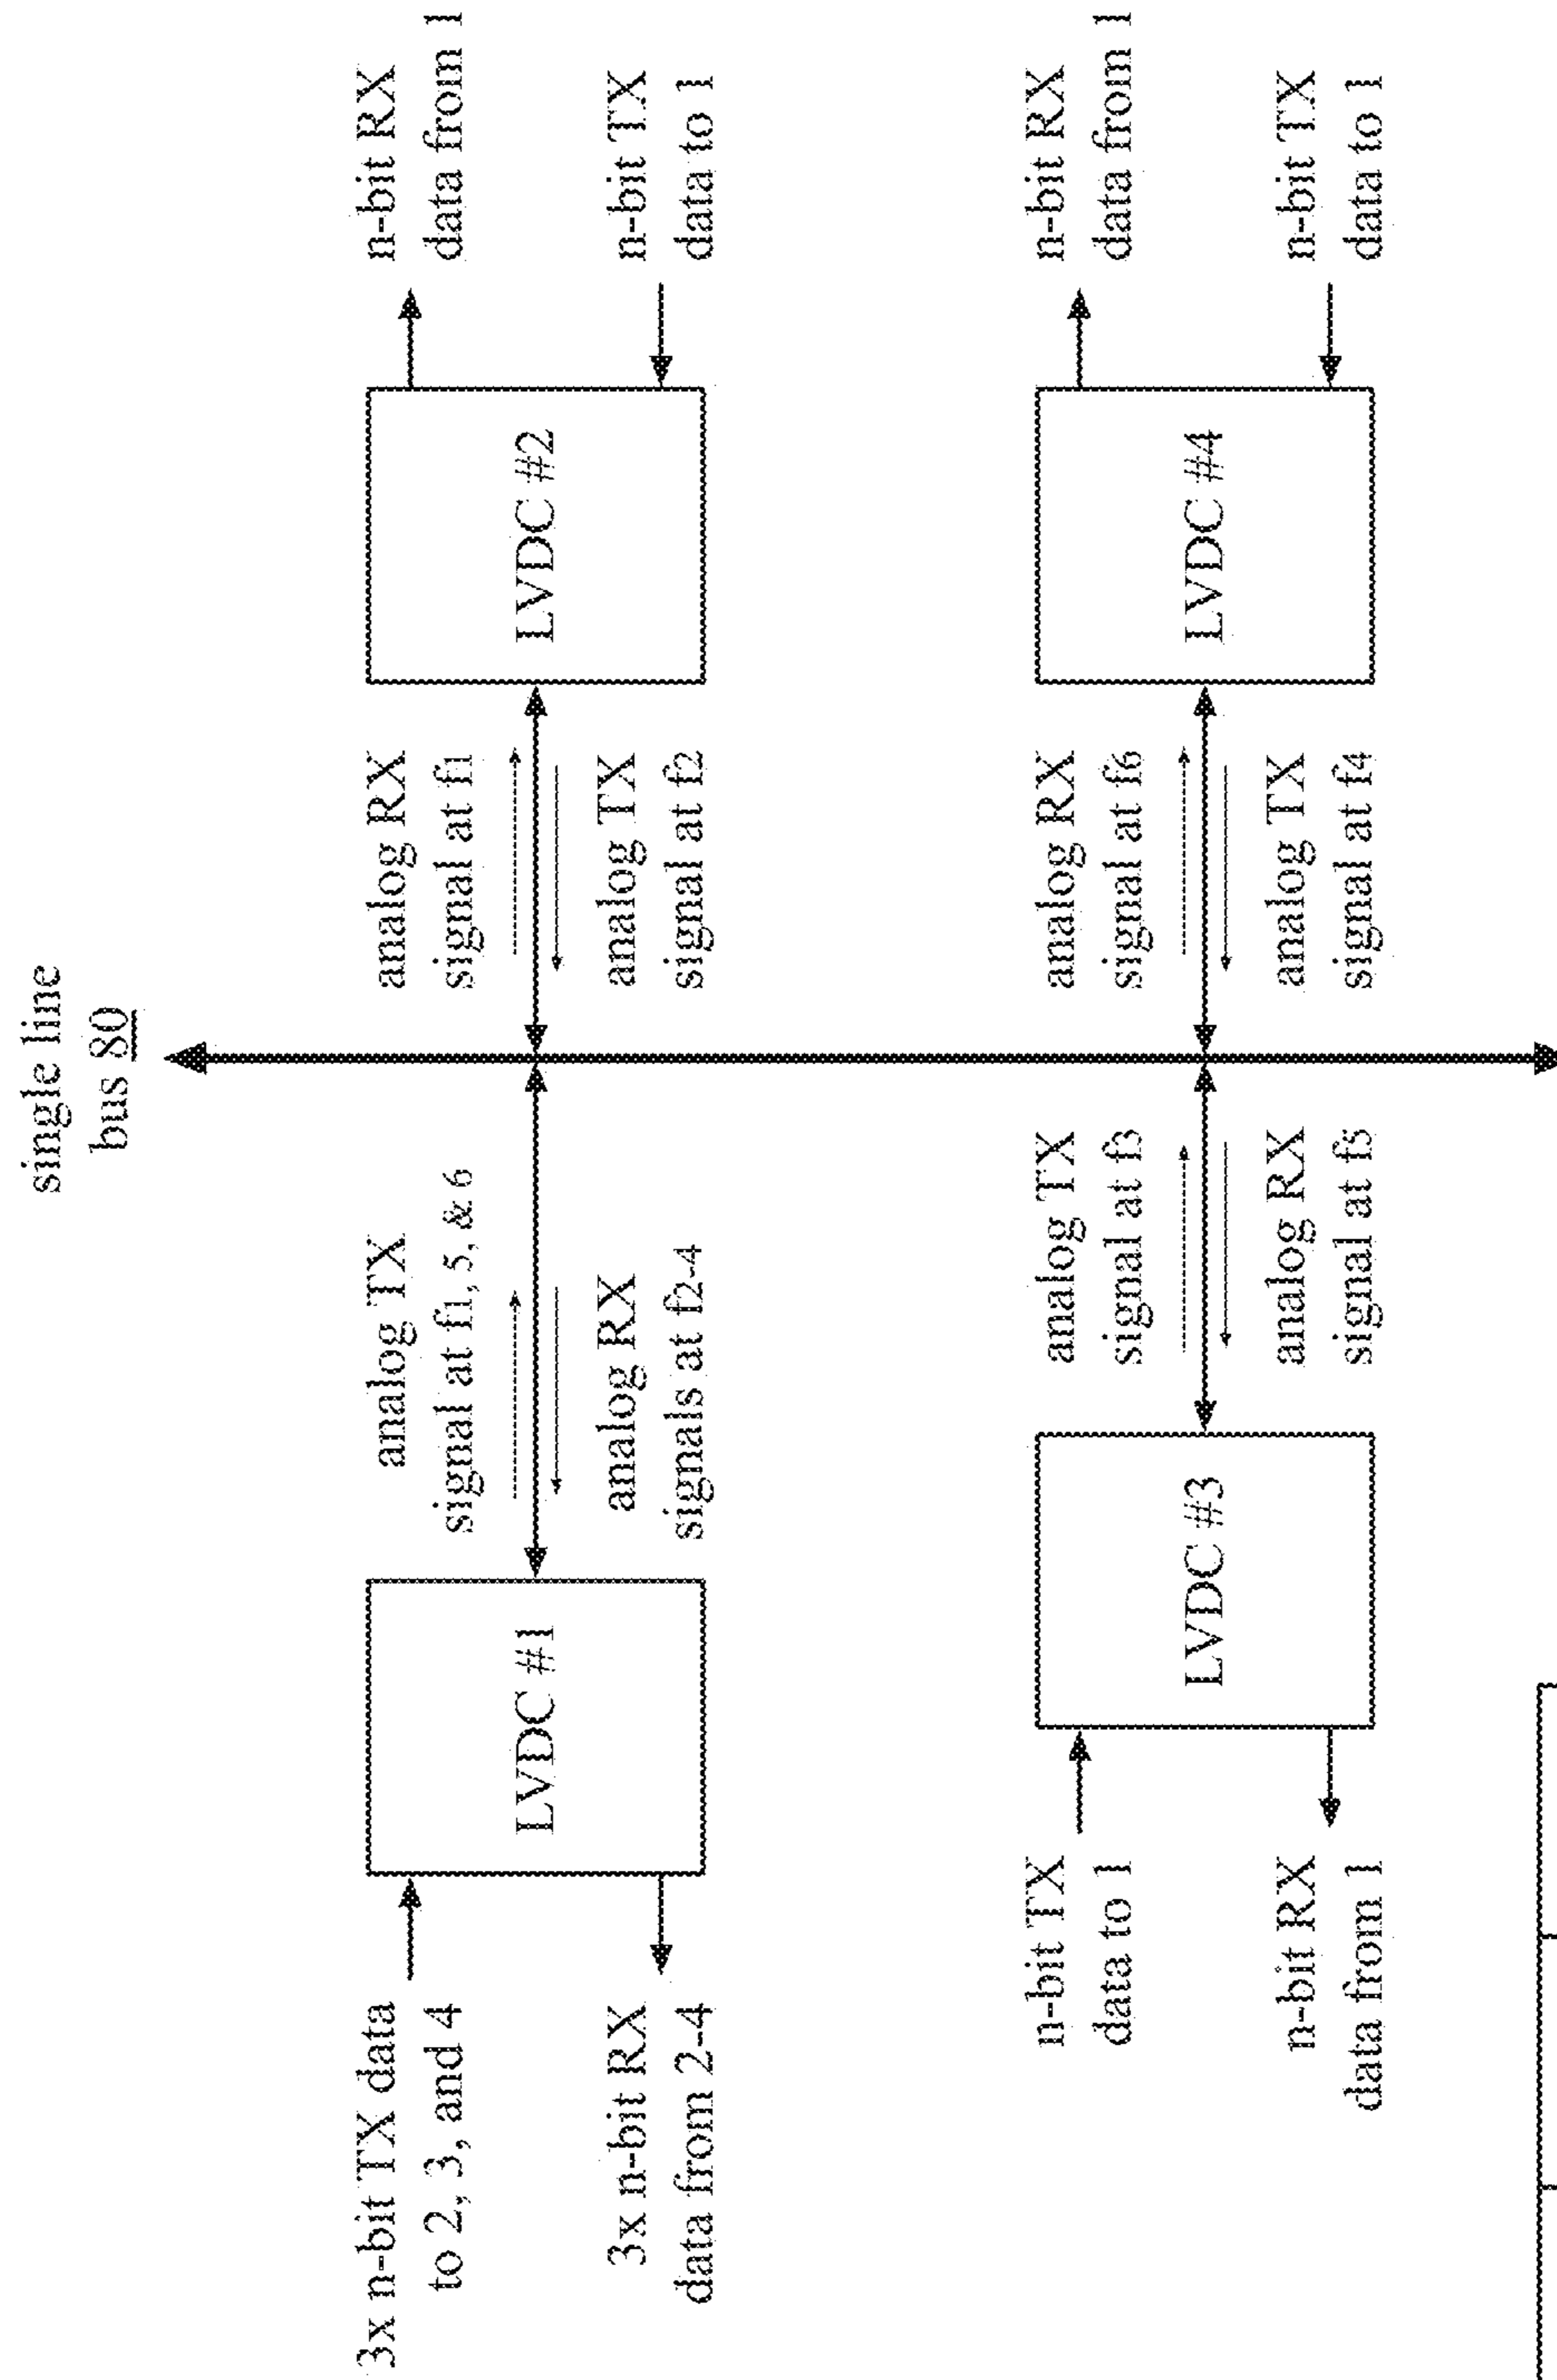 single line
bus 80
3x n-bit TX data
to 2, 3, and 4
3x n-bit RX
data from 2-4
LVDC #1
analog TX
signal at f1, 5, & 6
analog RX
signals at f2-4
analog RX
signal at f1
analog TX
signal at f2
LVDC #2
n-bit RX
data from 1
n-bit TX
data to 1
n-bit TX
data to 1
n-bit RX
data from 1
LVDC #3
analog TX
signal at f3
analog RX
signal at f5
analog RX
signal at f6
analog TX
signal at f4
LVDC #4
n-bit RX
data from 1
n-bit TX
data to 1